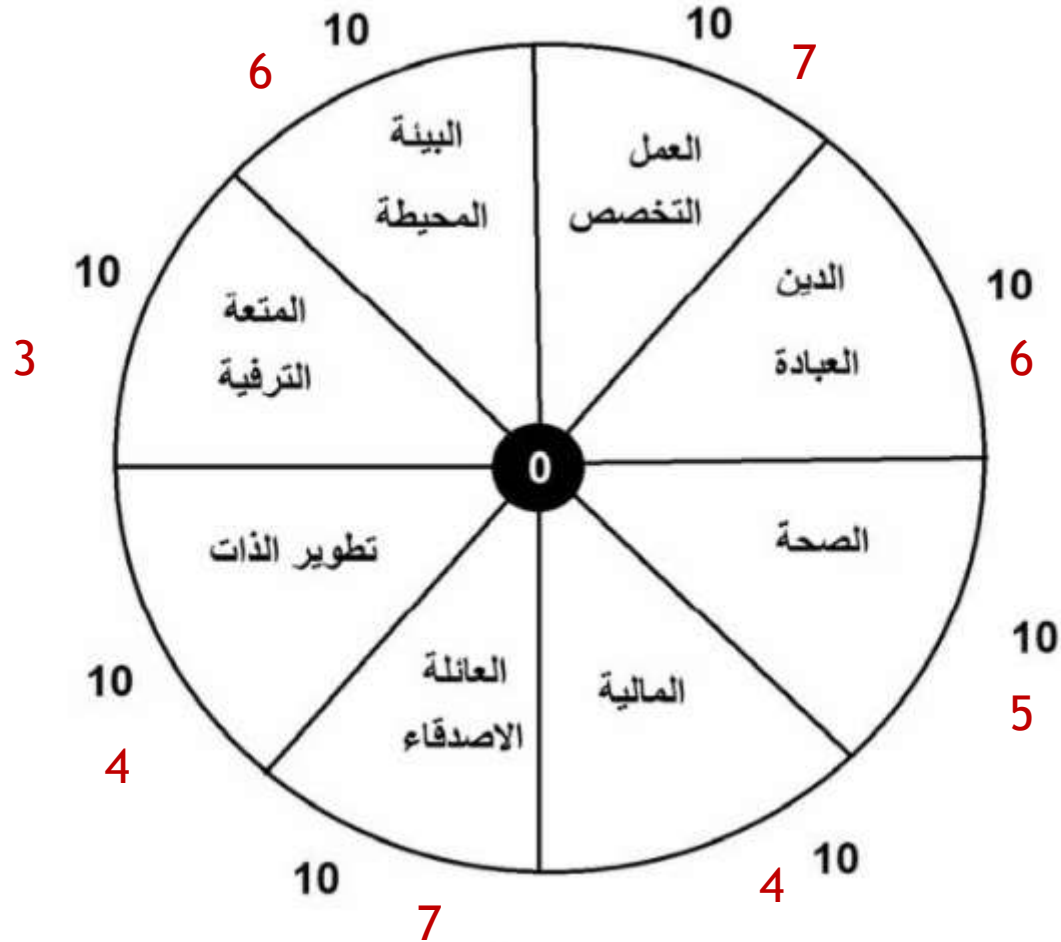 10
10
6
7
البيئة
المحيطة
العمل
التخصص
10
10
الدين
العبادة
المتعة
الترفية
3
6
0
تطوير الذات
الصحة
10
10
5
العائلة
الاصدقاء
المالية
4
10
10
7
4